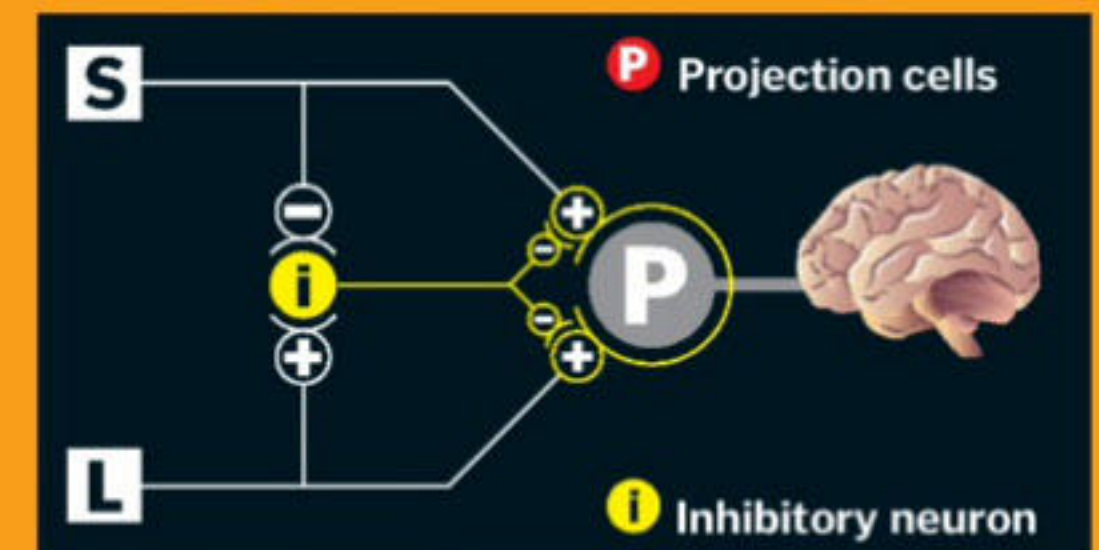 S
P Projection cells
−
+
−
i
P
−
+
+
L
i Inhibitory neuron